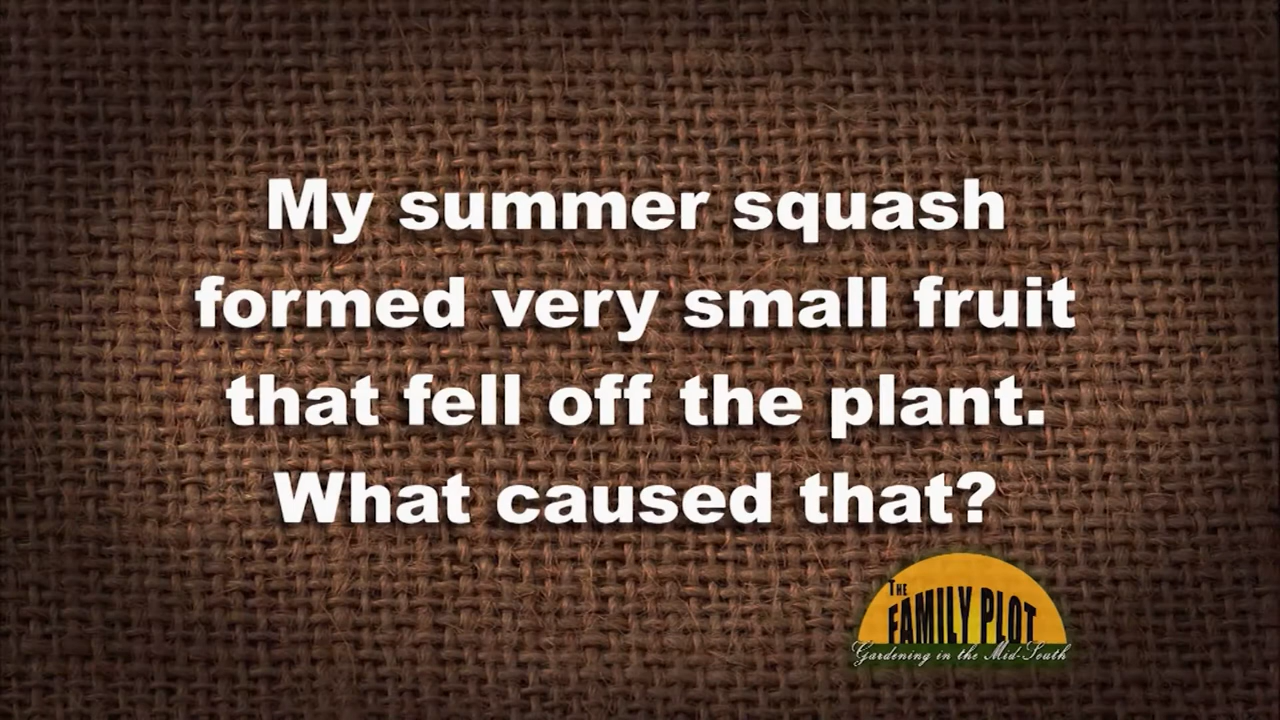 My summer squash
formed very small fruit
that fell off the plant.
What caused that?
THE
FAMILY PLOT
Gardening in the Mid-South